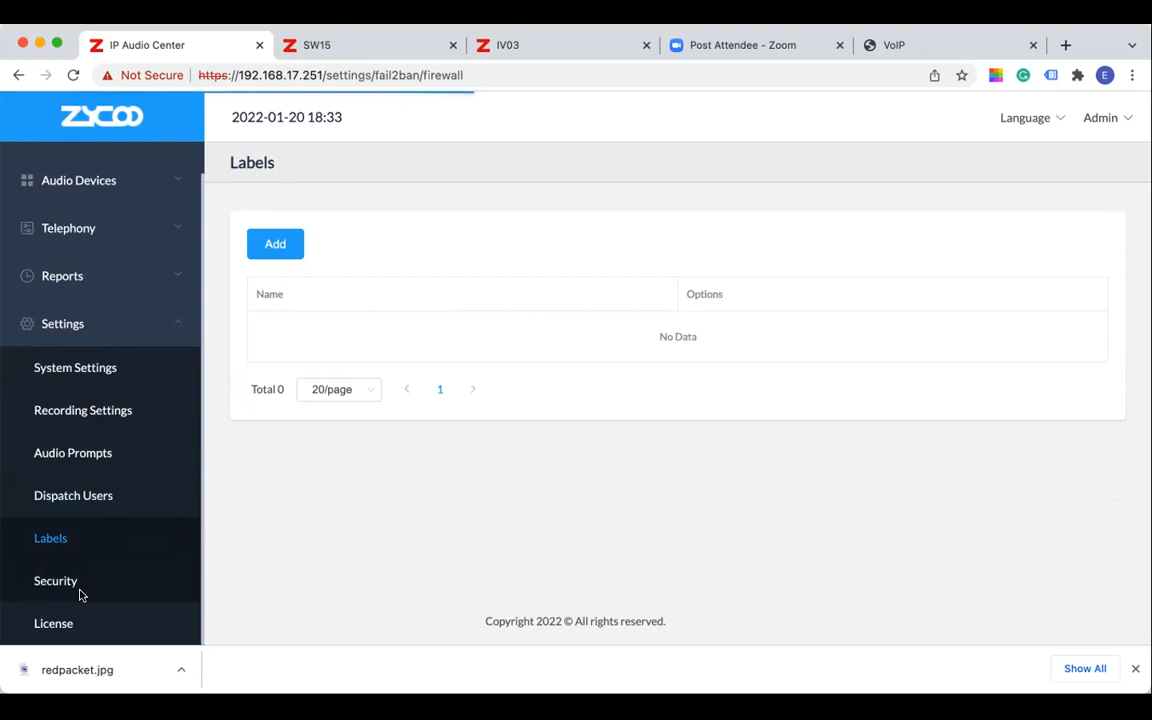 IP Audio Center
SW15
IV03
Post Attendee - Zoom
VoIP
Not Secure https://192.168.17.251/settings/fail2ban/firewall
E
ZYCOO
2022-01-20 18:33
Language
Admin
Audio Devices
Telephony
Reports
Settings
System Settings
Recording Settings
Audio Prompts
Dispatch Users
Labels
Security
License
Labels
Add
Name Options
No Data
Total 0 20/page 1
Copyright 2022 © All rights reserved.
redpacket.jpg
Show All